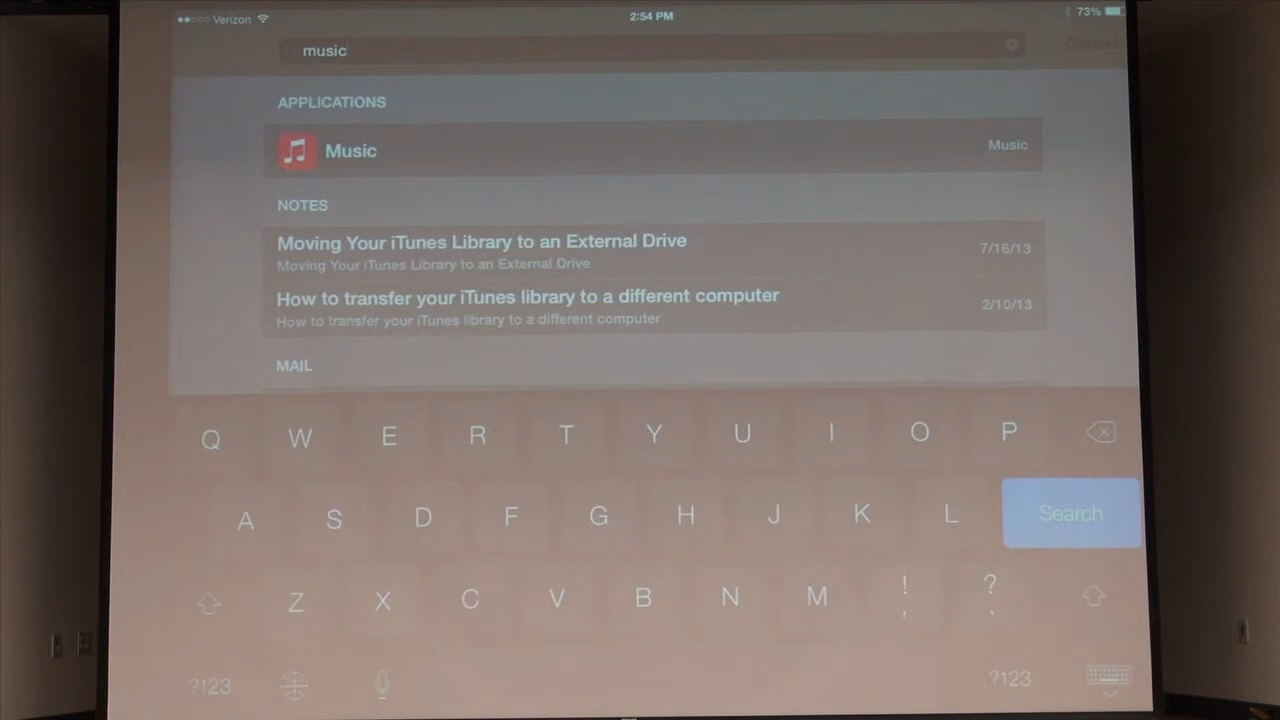 Verizon 2:54 PM 73%
music Cancel
APPLICATIONS
Music Music
NOTES
Moving Your iTunes Library to an External Drive 7/16/13
Moving Your iTunes Library to an External Drive
How to transfer your iTunes library to a different computer 2/10/13
How to transfer your iTunes library to a different computer
MAIL
Q W E R T Y U I O P
A S D F G H J K L Search
Z X C V B N M ! , ? .
.?123 .?123